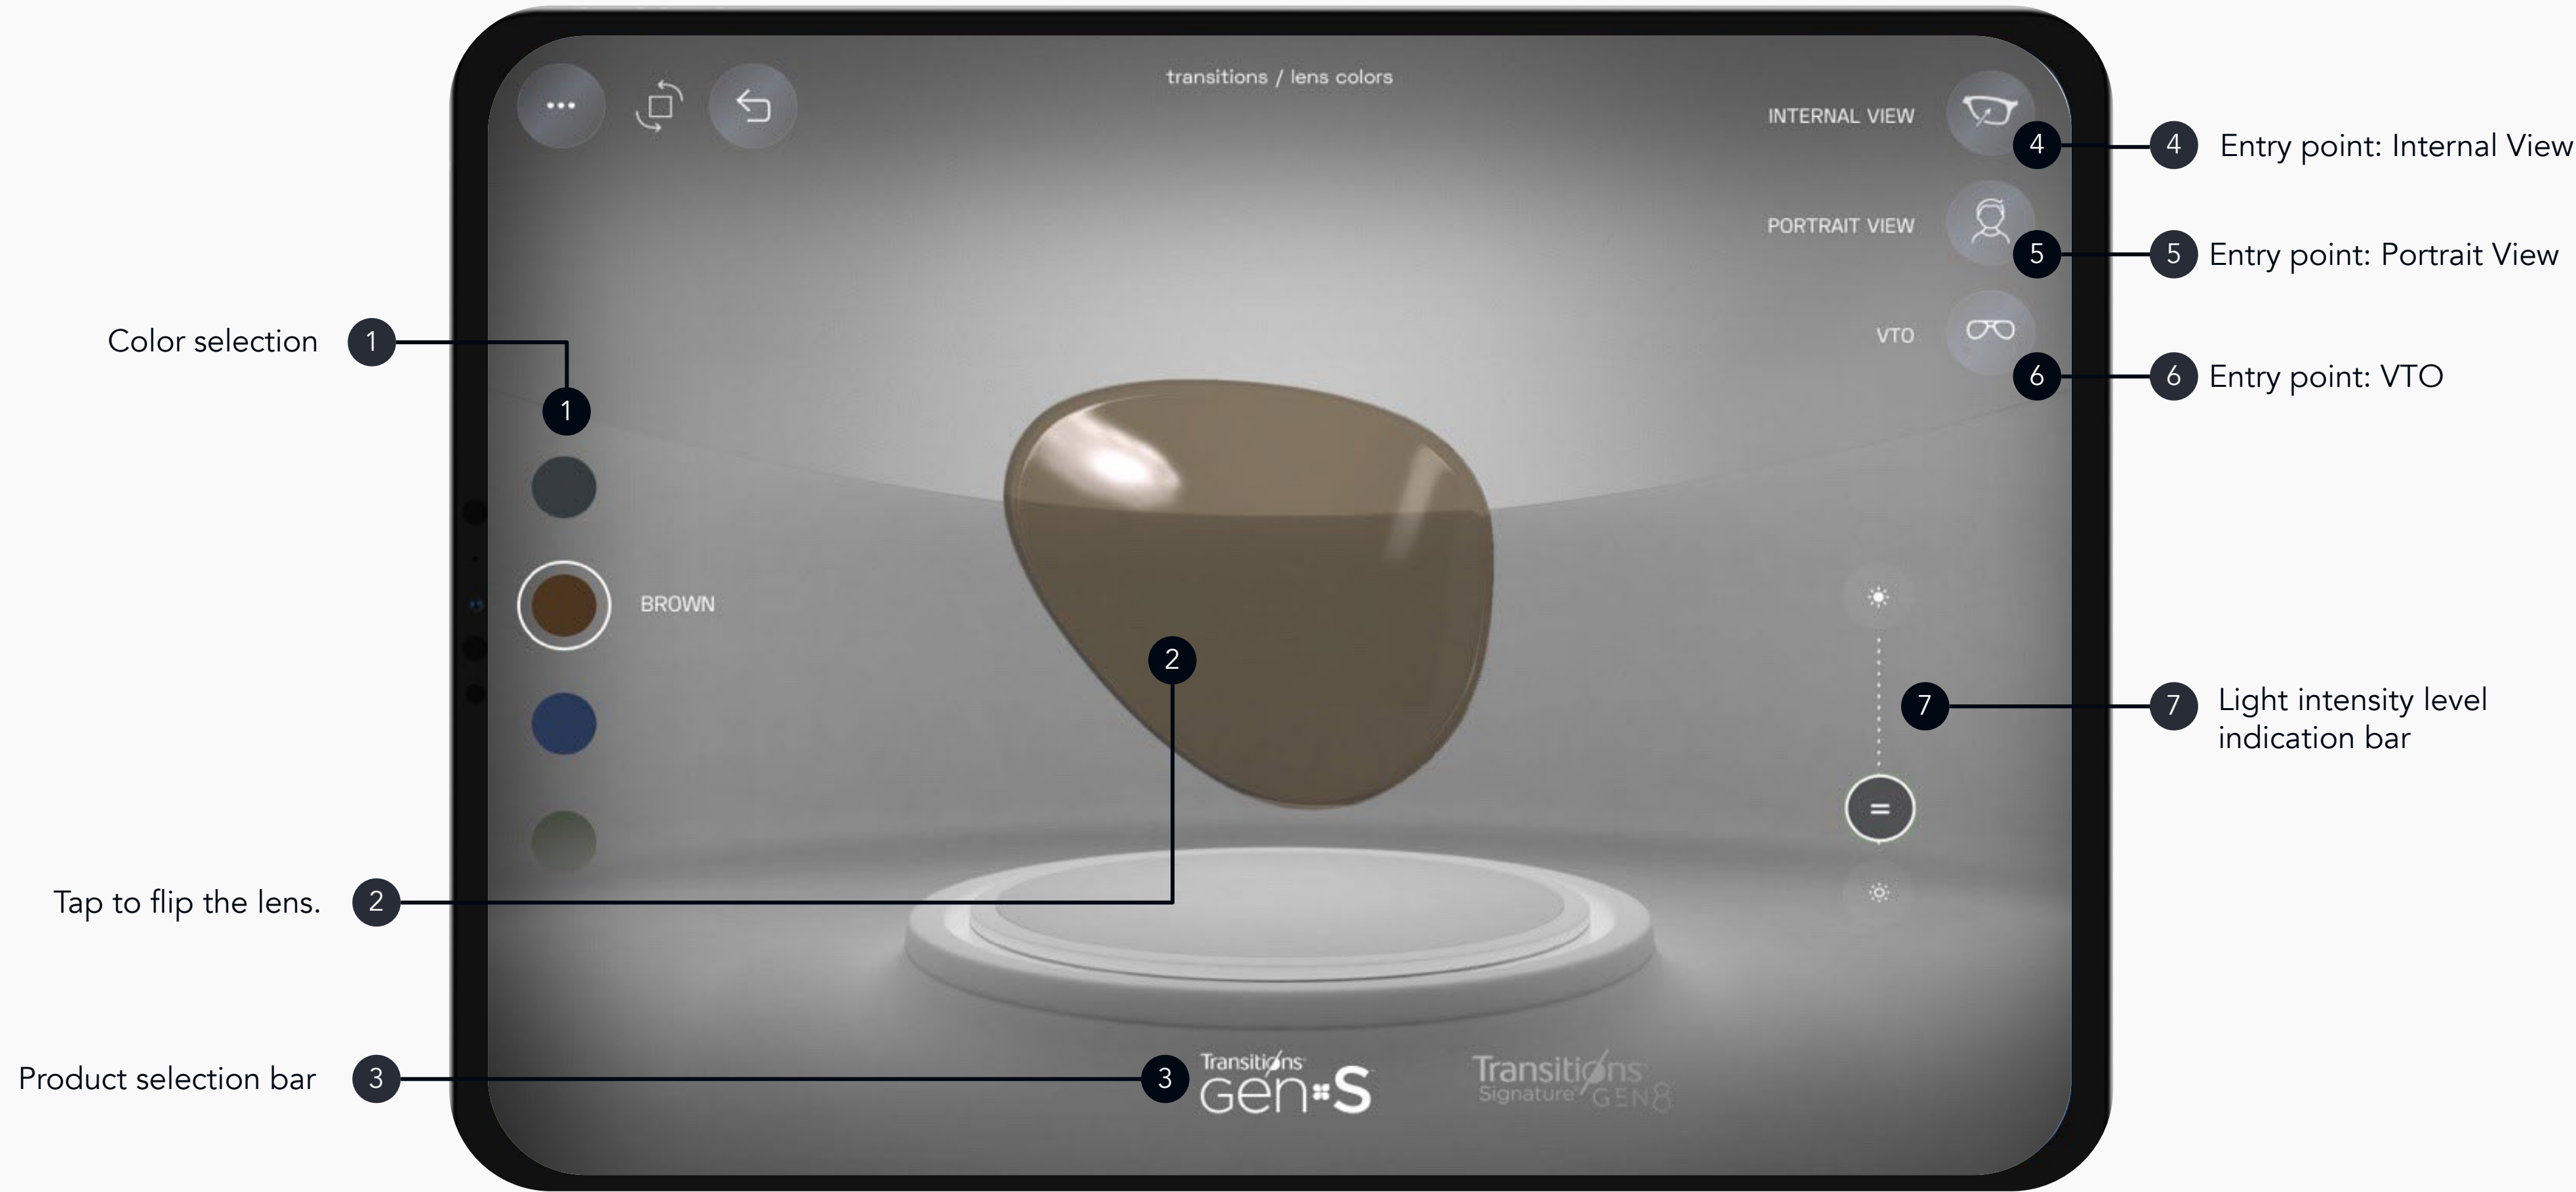 transitions / lens colors
INTERNAL VIEW
4
4
Entry point: Internal View
PORTRAIT VIEW
5
5
Entry point: Portrait View
VTO
6
6
Entry point: VTO
Color selection
1
1
BROWN
2
7
7
Light intensity level
indication bar
Tap to flip the lens.
2
Product selection bar
3
3
Transitions
gen S
Transitions
Signature GEN8